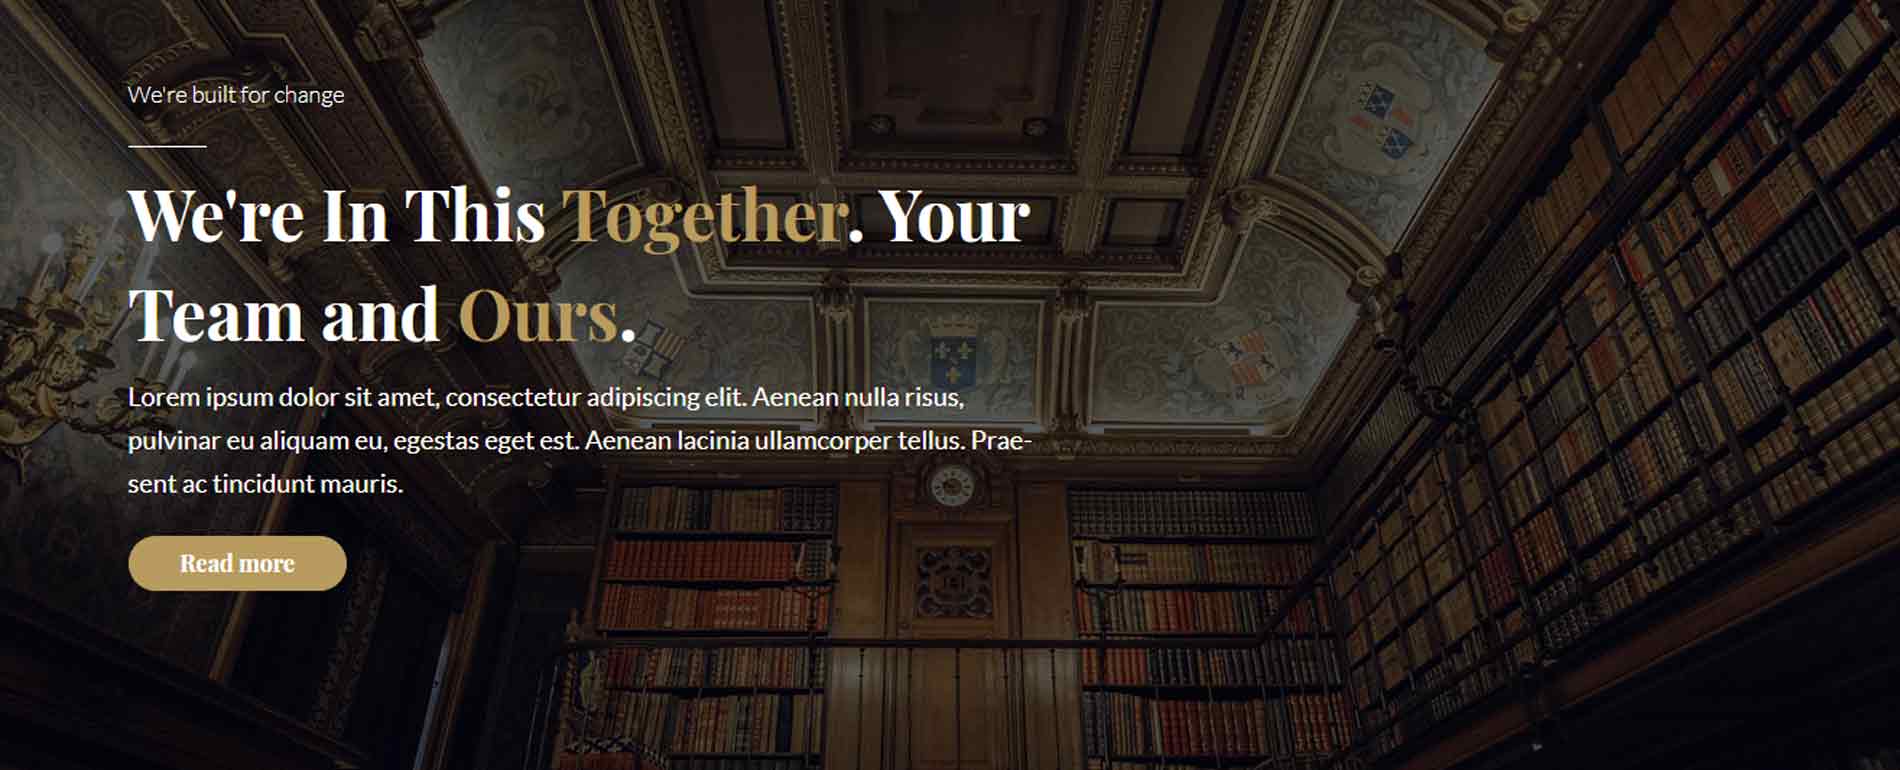 We're built for change
We're In This Together. Your
Team and Ours.
Lorem ipsum dolor sit amet, consectetur adipiscing elit. Aenean nulla risus,
pulvinar eu aliquam eu, egestas eget est. Aenean lacinia ullamcorper tellus. Prae-
sent ac tincidunt mauris.
Read more